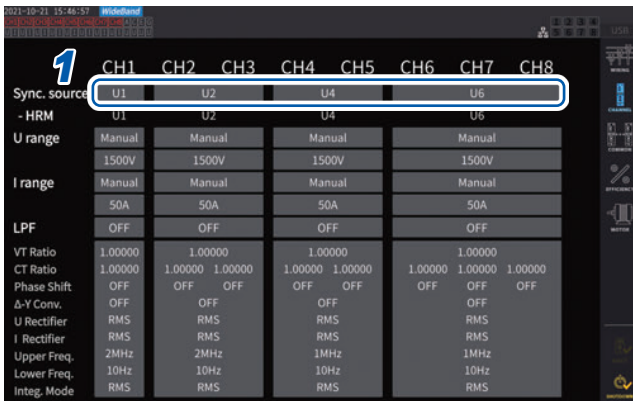 2021-10-21 15:46:57 WideBand
USB
1
CH1 CH2 CH3 CH4 CH5 CH6 CH7 CH8
WIRING
Sync. source U1 U2 U4 U6
- HRM U1 U2 U4 U6
CHANNEL
U range Manual Manual Manual Manual
1500V 1500V 1500V 1500V
COMMON
I range Manual Manual Manual Manual
EFFICIENCY
50A 50A 50A 50A
LPF OFF OFF OFF OFF
MOTOR
VT Ratio 1.00000 1.00000 1.00000 1.00000
CT Ratio 1.00000 1.00000 1.00000 1.00000 1.00000 1.00000 1.00000 1.00000
Phase Shift OFF OFF OFF OFF OFF OFF OFF OFF
Δ-Y Conv. OFF OFF OFF OFF
U Rectifier RMS RMS RMS RMS
I Rectifier RMS RMS RMS RMS
Upper Freq. 2MHz 2MHz 1MHz 1MHz
Lower Freq. 10Hz 10Hz 10Hz 10Hz
Integ. Mode RMS RMS RMS RMS